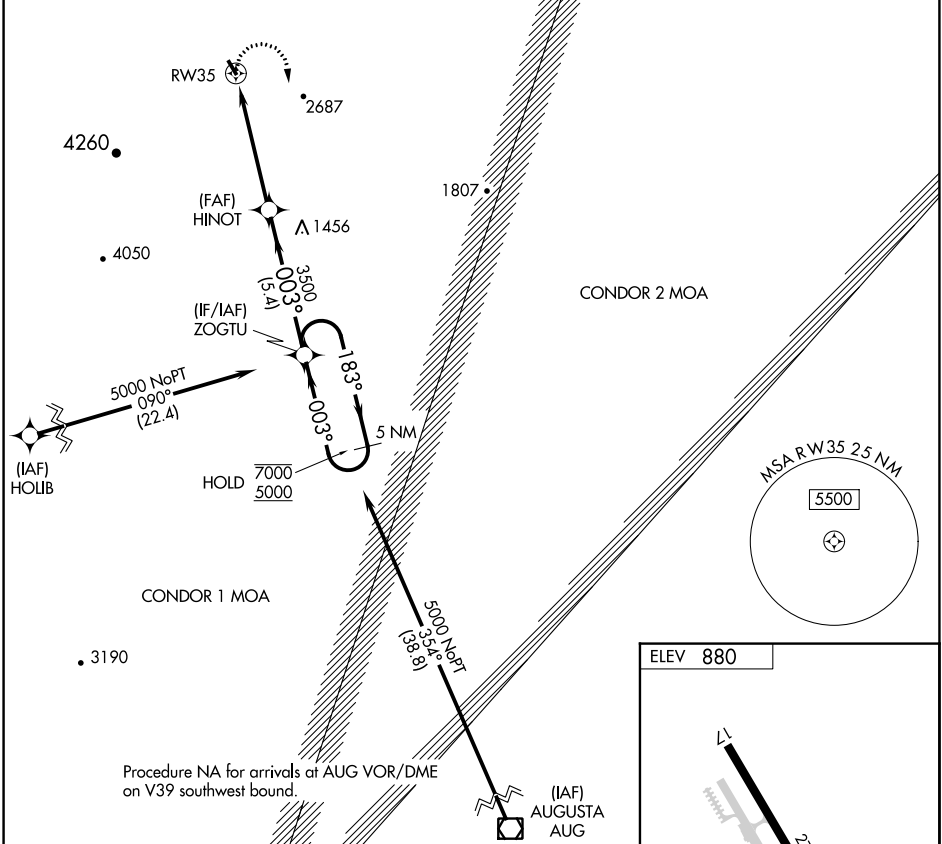 RW35
2687
4260
1807
(FAF)
HINOT
1456
4050
3500
003°
(5.4)
CONDOR 2 MOA
(IF/IAF)
ZOGTU
183°
5000 NoPT
090°
(22.4)
003°
5 NM
(IAF)
HOLIB
HOLD
7000
5000
MSA RW35 25 NM
5500
CONDOR 1 MOA
5000 NoPT
354°
(38.8)
3190
ELEV 880
17
Procedure NA for arrivals at AUG VOR/DME
on V39 southwest bound.
(IAF)
AUGUSTA
AUG